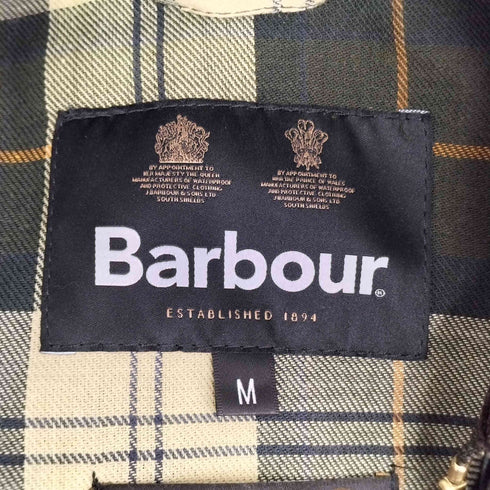 BY APPOINTMENT TO
HER MAJESTY THE QUEEN
MANUFACTURERS OF WATERPROOF
AND PROTECTIVE CLOTHING
J.BARBOUR & SONS LTD
SOUTH SHIELDS
BY APPOINTMENT TO
HRH THE PRINCE OF WALES
MANUFACTURERS OF WATERPROOF
AND PROTECTIVE CLOTHING
J.BARBOUR & SONS LTD
SOUTH SHIELDS
Barbour®
ESTABLISHED 1894
M